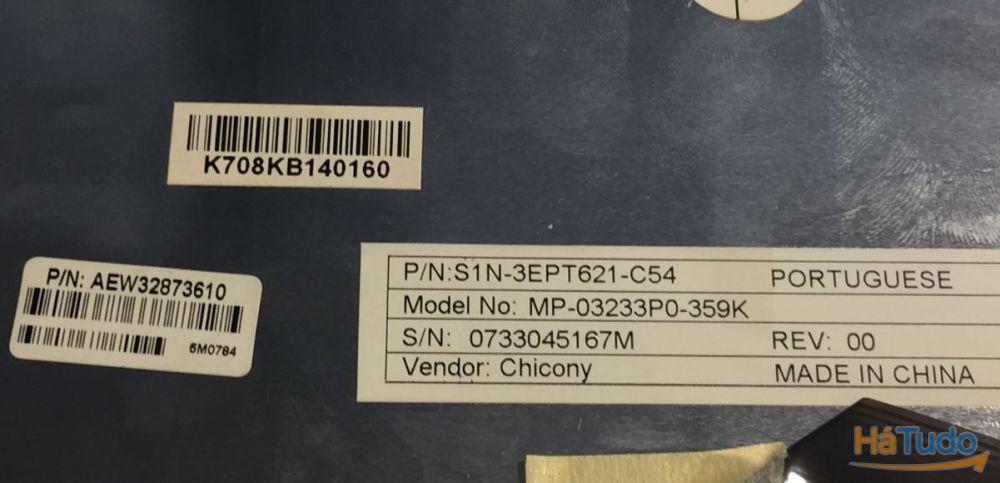 K708KB140160
P/N: AEW32873610
6M0784
P/N:S1N-3EPT621-C54 PORTUGUESE
Model No: MP-03233P0-359K
S/N: 0733045167M REV: 00
Vendor: Chicony MADE IN CHINA
HáTudo